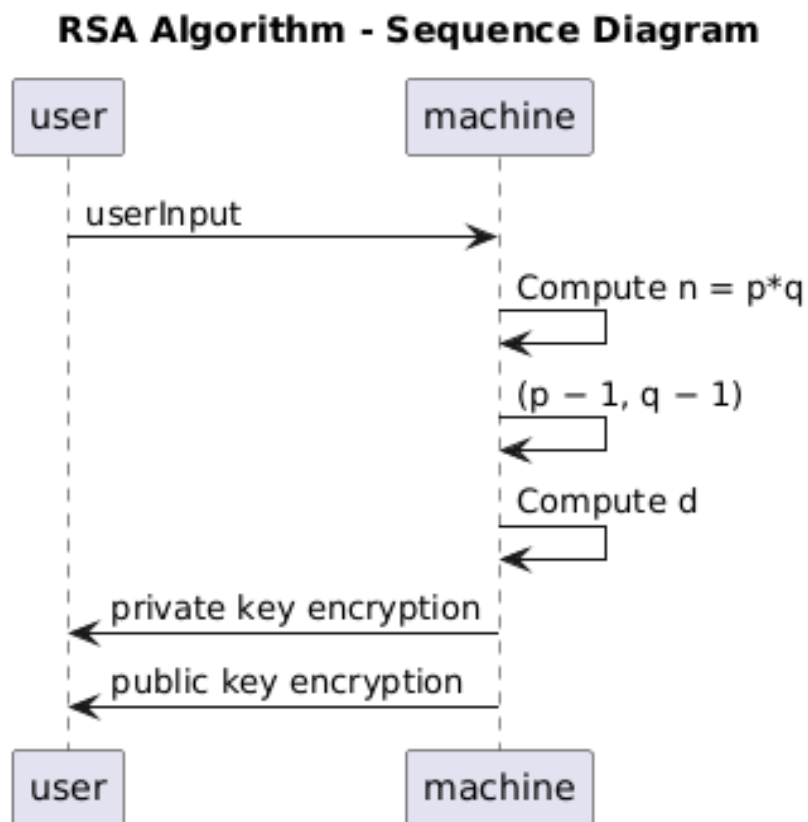 RSA Algorithm - Sequence Diagram
user machine
userInput
Compute n = p*q
(p − 1, q − 1)
Compute d
private key encryption
public key encryption
user machine